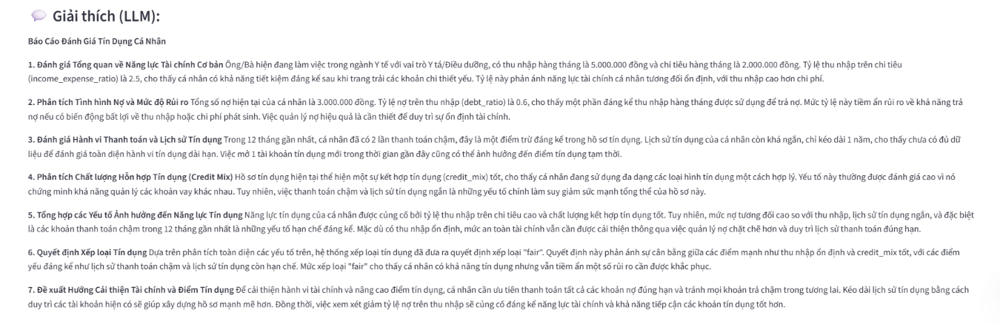 💬 Giải thích (LLM):
Báo Cáo Đánh Giá Tín Dụng Cá Nhân
1. Đánh giá Tổng quan về Năng lực Tài chính Cơ bản Ông/Bà hiện đang làm việc trong ngành Y tế với vai trò Y tá/Điều dưỡng, có thu nhập hàng tháng là 5.000.000 đồng và chi tiêu hàng tháng là 2.000.000 đồng. Tỷ lệ thu nhập trên chi tiêu
(income_expense_ratio) là 2.5, cho thấy cá nhân có khả năng tiết kiệm đáng kể sau khi trang trải các khoản chi thiết yếu. Tỷ lệ này phản ánh năng lực tài chính cá nhân tương đối ổn định, với thu nhập cao hơn chi phí.
2. Phân tích Tình hình Nợ và Mức độ Rủi ro Tổng số nợ hiện tại của cá nhân là 3.000.000 đồng. Tỷ lệ nợ trên thu nhập (debt_ratio) là 0.6, cho thấy một phần đáng kể thu nhập hàng tháng được sử dụng để trả nợ. Mức tỷ lệ này tiềm ẩn rủi ro về khả năng trả
nợ nếu có biến động bất lợi về thu nhập hoặc chi phí phát sinh. Việc quản lý nợ hiệu quả là cần thiết để duy trì sự ổn định tài chính.
3. Đánh giá Hành vi Thanh toán và Lịch sử Tín dụng Trong 12 tháng gần nhất, cá nhân đã có 2 lần thanh toán chậm, đây là một điểm trừ đáng kể trong hồ sơ tín dụng. Lịch sử tín dụng của cá nhân còn khá ngắn, chỉ kéo dài 1 năm, cho thấy chưa có đủ dữ
liệu để đánh giá toàn diện hành vi tín dụng dài hạn. Việc mở 1 tài khoản tín dụng mới trong thời gian gần đây cũng có thể ảnh hưởng đến điểm tín dụng tạm thời.
4. Phân tích Chất lượng Hỗn hợp Tín dụng (Credit Mix) Hồ sơ tín dụng hiện tại thể hiện một sự kết hợp tín dụng (credit_mix) tốt, cho thấy cá nhân đang sử dụng đa dạng các loại hình tín dụng một cách hợp lý. Yếu tố này thường được đánh giá cao vì nó
chứng minh khả năng quản lý các khoản vay khác nhau. Tuy nhiên, việc thanh toán chậm và lịch sử tín dụng ngắn là những yếu tố chính làm suy giảm sức mạnh tổng thể của hồ sơ này.
5. Tổng hợp các Yếu tố Ảnh hưởng đến Năng lực Tín dụng Năng lực tín dụng của cá nhân được củng cố bởi tỷ lệ thu nhập trên chi tiêu cao và chất lượng kết hợp tín dụng tốt. Tuy nhiên, mức nợ tương đối cao so với thu nhập, lịch sử tín dụng ngắn, và đặc biệt
là các khoản thanh toán chậm trong 12 tháng gần nhất là những yếu tố hạn chế đáng kể. Mặc dù có thu nhập ổn định, mức an toàn tài chính vẫn cần được cải thiện thông qua việc quản lý nợ chặt chẽ hơn và duy trì lịch sử thanh toán đúng hạn.
6. Quyết định Xếp loại Tín dụng Dựa trên phân tích toàn diện các yếu tố trên, hệ thống xếp loại tín dụng đã đưa ra quyết định xếp loại "fair". Quyết định này phản ánh sự cân bằng giữa các điểm mạnh như thu nhập ổn định và credit_mix tốt, với các điểm
yếu đáng kể như lịch sử thanh toán chậm và lịch sử tín dụng còn hạn chế. Mức xếp loại "fair" cho thấy cá nhân có khả năng tín dụng nhưng vẫn tiềm ẩn một số rủi ro cần được khắc phục.
7. Đề xuất Hướng Cải thiện Tài chính và Điểm Tín dụng Để cải thiện hành vi tài chính và nâng cao điểm tín dụng, cá nhân cần ưu tiên thanh toán tất cả các khoản nợ đúng hạn và tránh mọi khoản trả chậm trong tương lai. Kéo dài lịch sử tín dụng bằng cách
duy trì các tài khoản hiện có sẽ giúp xây dựng hồ sơ mạnh mẽ hơn. Đồng thời, việc xem xét giảm tỷ lệ nợ trên thu nhập sẽ củng cố đáng kể năng lực tài chính và khả năng tiếp cận các khoản tín dụng tốt hơn.